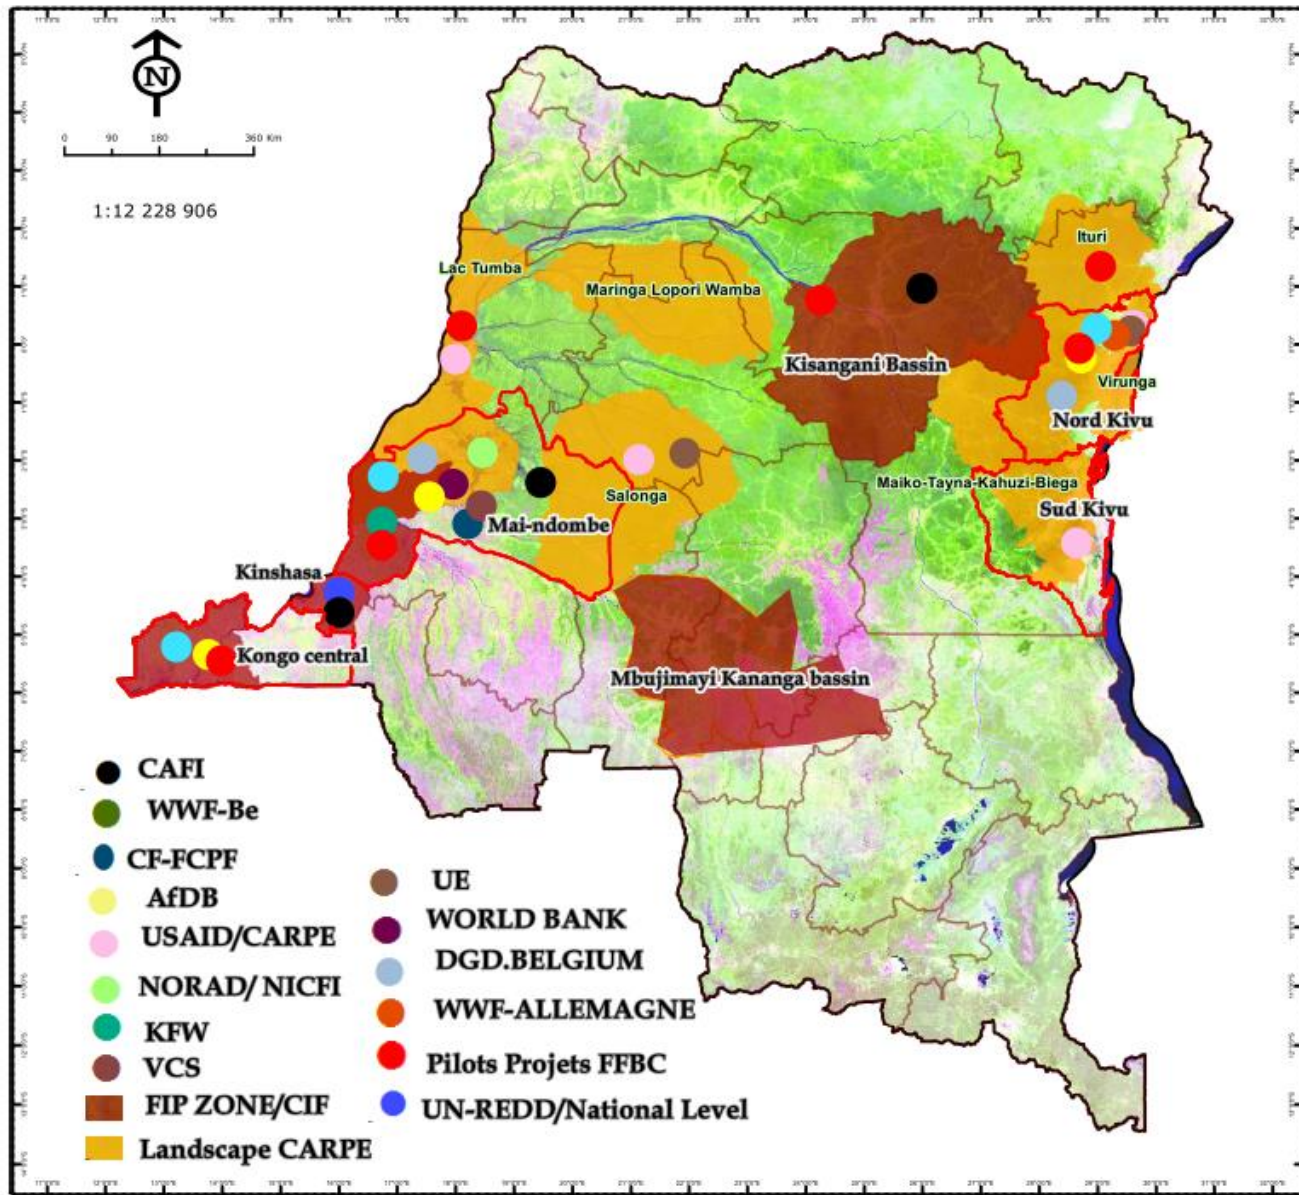 N
0 90 180 360 Km
1:12 228 906
Ituri
Lac Tumba
Maringa Lopori Wamba
Kisangani Bassin
Virunga
Nord Kivu
Maiko-Tayna-Kahuzi-Biega
Salonga
Sud Kivu
Mai-ndombe
Kinshasa
Kongo central
Mbujimayi Kananga bassin
CAFI
WWF-Be
CF-FCPF
AfDB
USAID/CARPE
NORAD/ NICFI
KFW
VCS
FIP ZONE/CIF
Landscape CARPE
UE
WORLD BANK
DGD.BELGIUM
WWF-ALLEMAGNE
Pilots Projets FFBC
UN-REDD/National Level